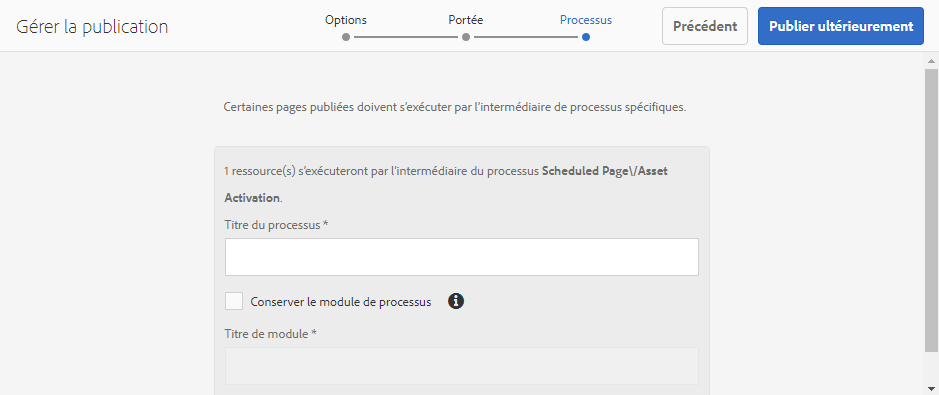 Gérer la publication
Options
Portée
Processus
Précédent
Publier ultérieurement
Certaines pages publiées doivent s’exécuter par l’intermédiaire de processus spécifiques.
1 ressource(s) s’exécuteront par l’intermédiaire du processus Scheduled Page\/Asset
Activation.
Titre du processus *
Conserver le module de processus
Titre de module *